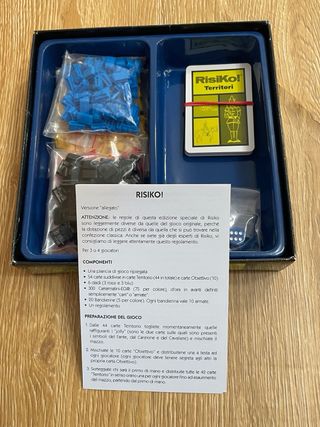 RisiKo!
Territori
RISIKO!
Versione "allegato"
ATTENZIONE: le regole di questa edizione speciale di Risiko
sono leggermente diverse da quelle del gioco originale, perché
la dotazione di pezzi è diversa da quella che si può trovare nella
confezione classica. Anche se siete già degli esperti di Risiko, vi
consigliamo di leggere attentamente questo regolamento.
Per 3 o 4 giocatori
COMPONENTI
Una plancia di gioco ripiegata
54 carte suddivise in carte Territorio (44 in totale) e carte Obiettivo (10)
6 dadi (3 rossi e 3 blu)
300 Carrarmatini (75 per colore), d'ora in avanti definiti
semplicemente "carri" o "armate".
20 Bandierine (5 per colore). Ogni bandierina vale 10 armate.
Un regolamento
PREPARAZIONE DEL GIOCO
1. Dalle 44 carte Territorio togliete momentaneamente quelle
raffiguranti i "jolly" (sono le due carte sulle quali sono presenti
i simboli del Fante, del Cannone e del Cavaliere) e mischiate
il mazzo.
2. Mischiate le 10 carte "Obiettivo" e distribuitene una a testa ad
ogni giocatore (ogni giocatore deve tenere segreta agli altri la
propria carta Obiettivo).
3. Sorteggiate chi sarà il primo di mano e distribuite tutte le 42 carte
"Territorio" in senso orario una ad ogni giocatore fino ad esaurimento
del mazzo, partendo dal primo di mano.